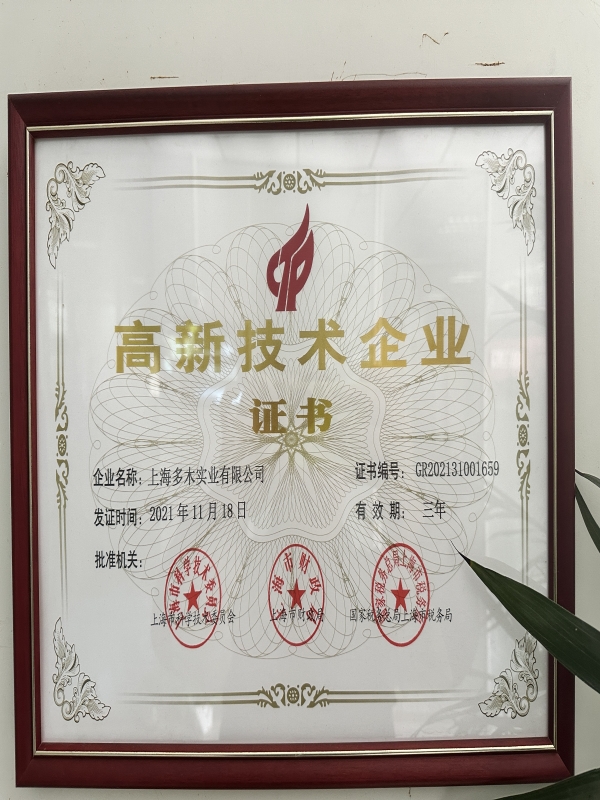 高新技术企业
证书
企业名称：上海多木实业有限公司
证书编号：GR202131001659
发证时间：2021年11月18日
有效期：三年
批准机关：
上海市科学技术委员会
上海市财政局
国家税务总局上海市税务局